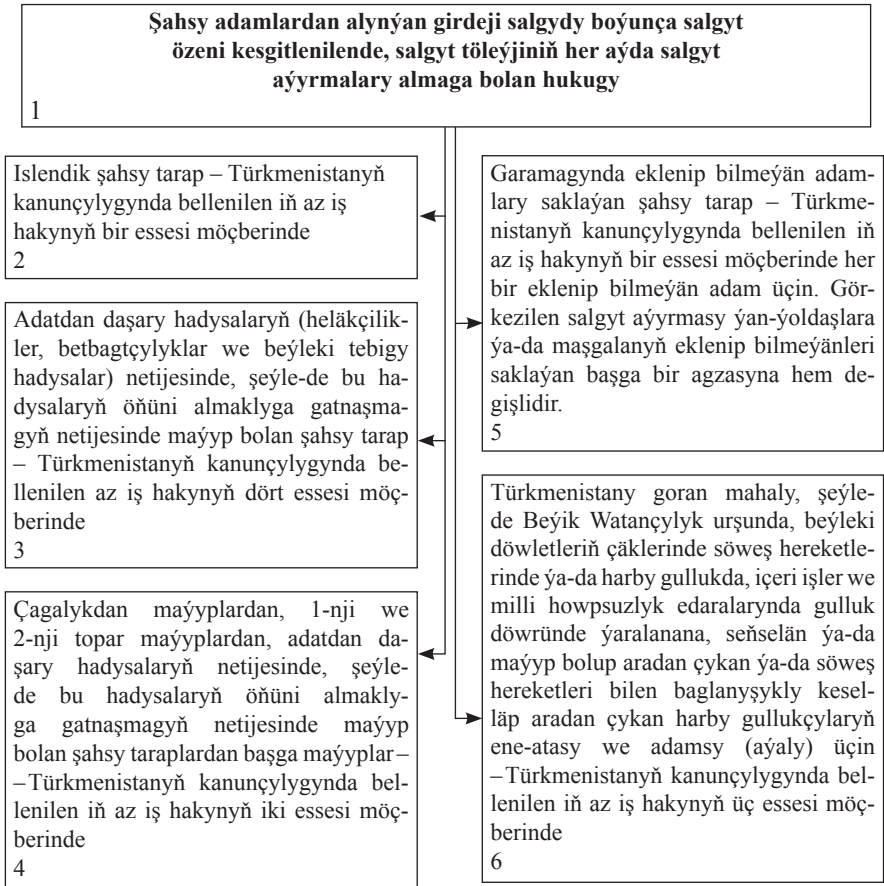 Şahsy adamlardan alynýan girdeji salgydy boýunça salgyt
özeni kesgitlenilende, salgyt töleýjiniň her aýda salgyt
aýyrmalary almaga bolan hukugy
1
Islendik şahsy tarap – Türkmenistanyň
kanunçylygynda bellenilen iň az iş
hakynyň bir essesi möçberinde
2
Adatdan daşary hadysalaryň (heläkçilik-
ler, betbagtçylyklar we beýleki tebigy
hadysalar) netijesinde, şeýle-de bu ha-
dysalaryň öňüni almaklyga gatnaşma-
gyň netijesinde maýyp bolan şahsy tarap
– Türkmenistanyň kanunçylygynda be-
llenilen az iş hakynyň dört essesi möç-
berinde
3
Çagalykdan maýyplardan, 1-nji we
2-nji topar maýyplardan, adatdan da-
şary hadysalaryň netijesinde, şeýle-
de bu hadysalaryň öňüni almakly-
ga gatnaşmagyň netijesinde maýyp
bolan şahsy taraplardan başga maýyplar –
– Türkmenistanyň kanunçylygynda bel-
lenilen iň az iş hakynyň iki essesi möç-
berinde
4
Garamagynda eklenip bilmeýän adam-
lary saklaýan şahsy tarap – Türkme-
nistanyň kanunçylygynda bellenilen iň
az iş hakynyň bir essesi möçberinde her
bir eklenip bilmeýän adam üçin. Gör-
kezilen salgyt aýyrmasy ýan-ýoldaşlara
ýa-da maşgalanyň eklenip bilmeýänleri
saklaýan başga bir agzasyna hem de-
gişlidir.
5
Türkmenistany goran mahaly, şeýle-
de Beýik Watançylyk urşunda, beýleki
döwletleriň çäklerinde söweş hereketle-
rinde ýa-da harby gullukda, içeri işler we
milli howpsuzlyk edaralarynda gulluk
döwründe ýaralanana, seňselän ýa-da
maýyp bolup aradan çykan ýa-da söweş
hereketleri bilen baglanyşykly kesel-
läp aradan çykan harby gullukçylaryň
ene-atasy we adamsy (aýaly) üçin
– Türkmenistanyň kanunçylygynda bel-
lenilen iň az iş hakynyň üç essesi möç-
berinde
6